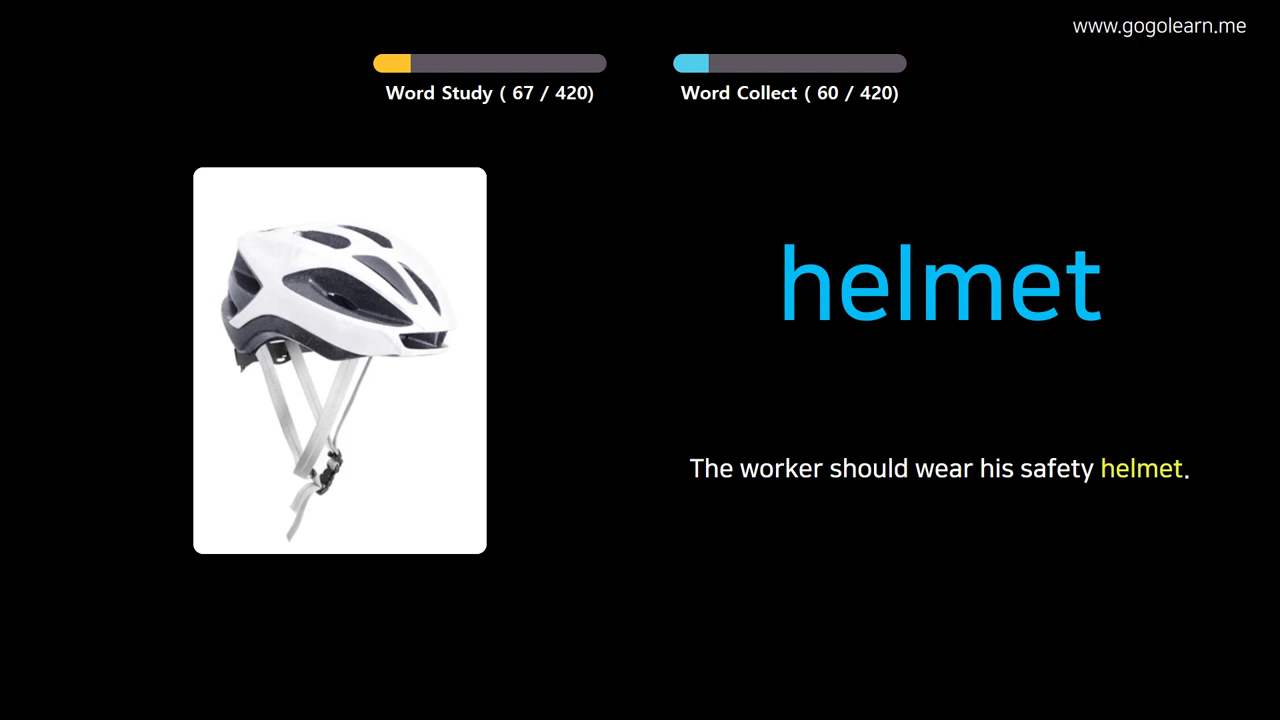 www.gogolearn.me
Word Study ( 67 / 420)
Word Collect ( 60 / 420)
helmet
The worker should wear his safety helmet.